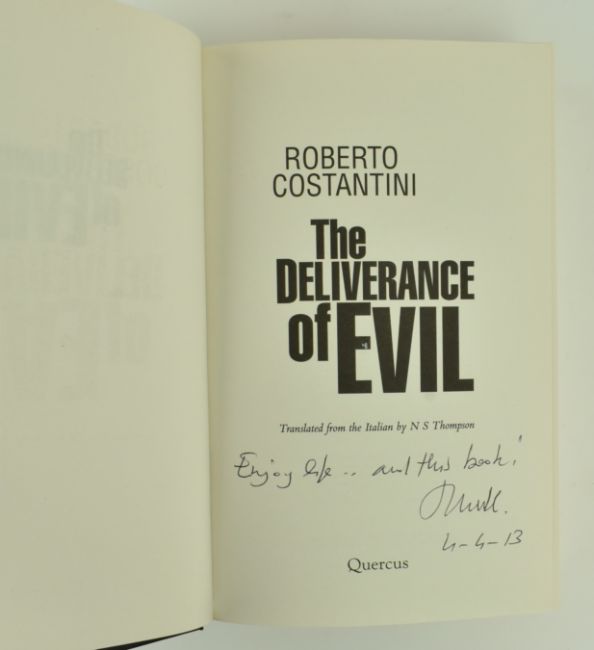 ROBERTO
COSTANTINI
The
DELIVERANCE
of EVIL
Translated from the Italian by N S Thompson
Enjoy life .. and this book!
4-4-13
Quercus